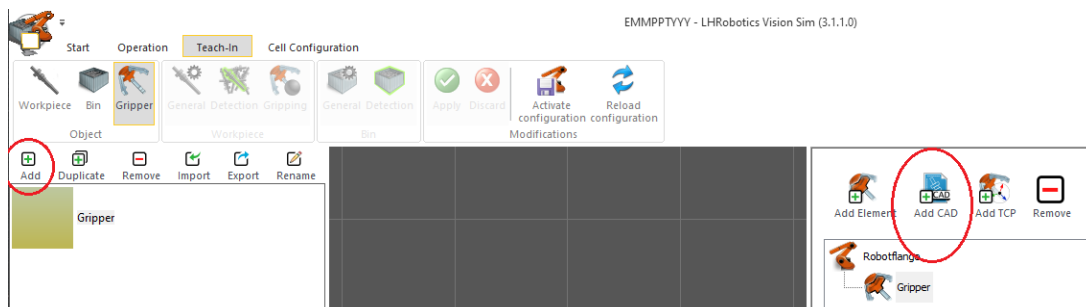 EMMPPTYYY - LHRobotics Vision Sim (3.1.1.0)
Start Operation Teach-In Cell Configuration
Workpiece Bin Gripper General Detection Gripping General Detection Apply Discard Activate configuration Reload configuration
Object Workpiece Bin Modifications
Add Duplicate Remove Import Export Rename
Gripper
Add Element Add CAD Add TCP Remove
Robotflange
Gripper